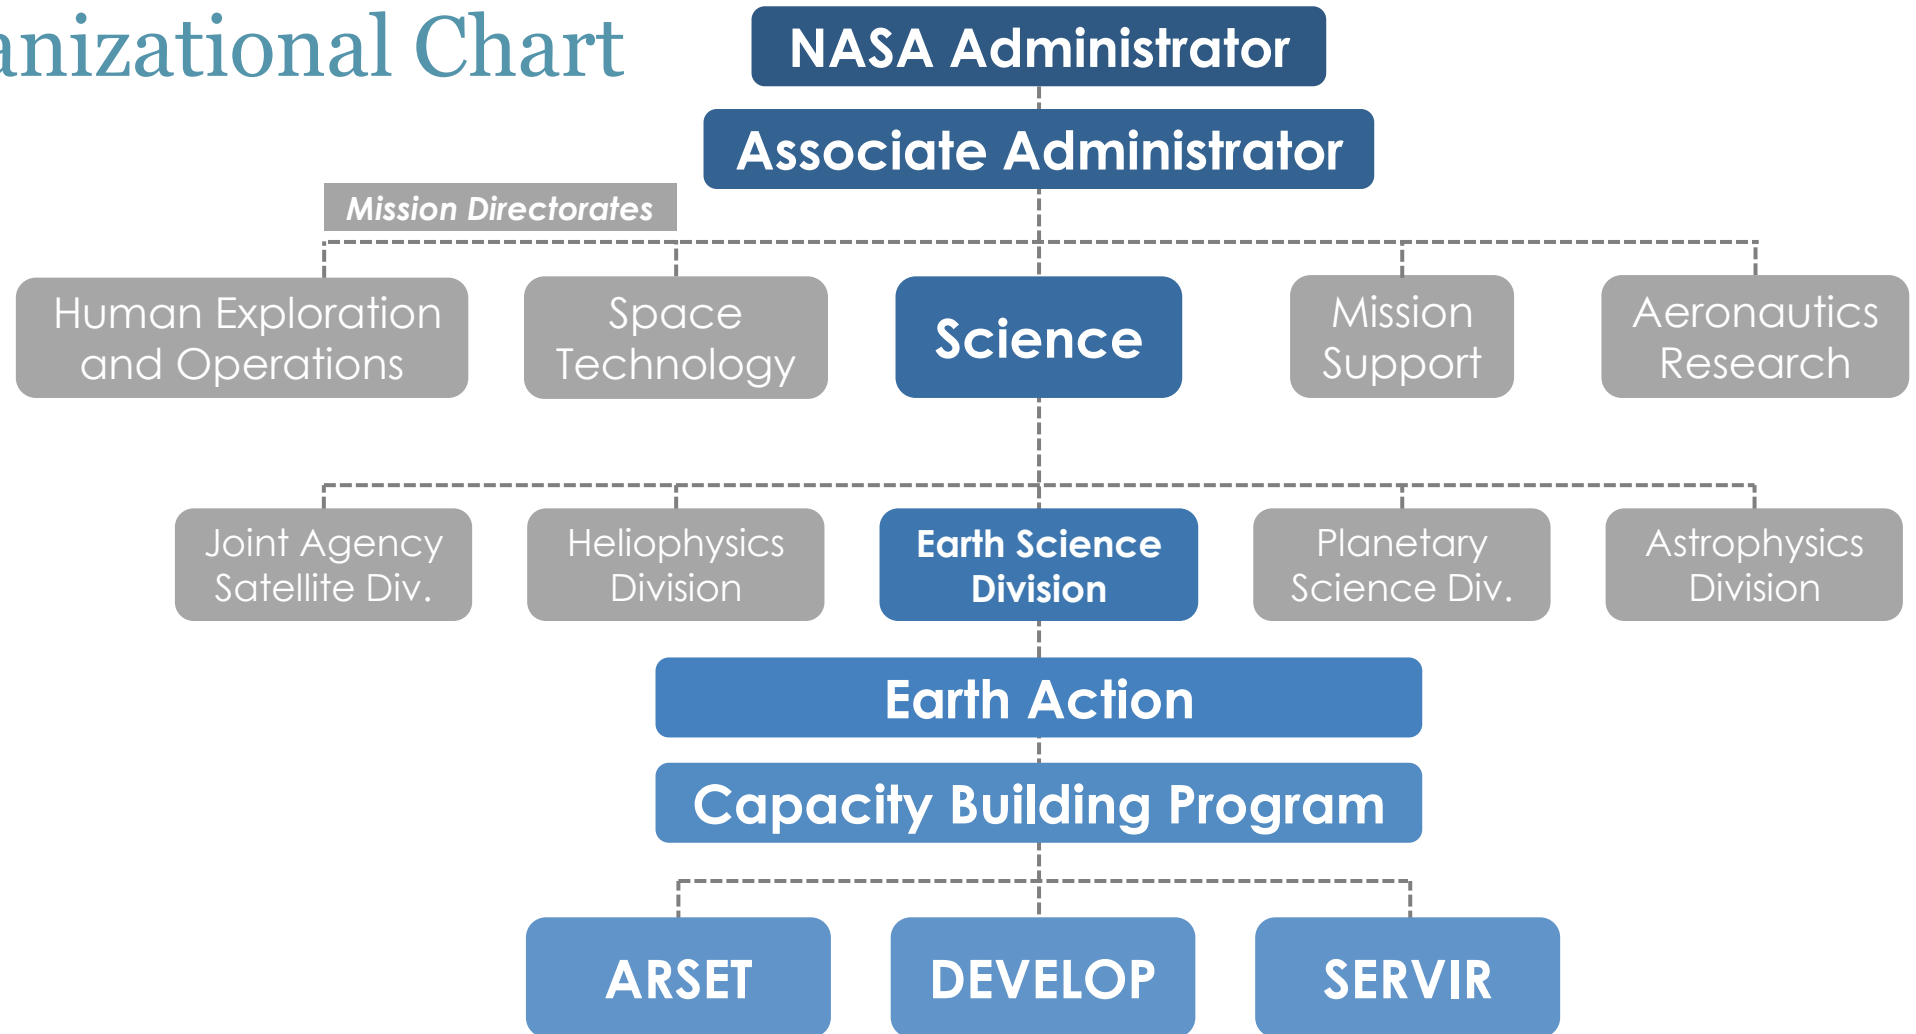 anizational Chart
NASA Administrator
Associate Administrator
Mission Directorates
Human Exploration
and Operations
Space
Technology
Science
Mission
Support
Aeronautics
Research
Joint Agency
Satellite Div.
Heliophysics
Division
Earth Science
Division
Planetary
Science Div.
Astrophysics
Division
Earth Action
Capacity Building Program
ARSET
DEVELOP
SERVIR